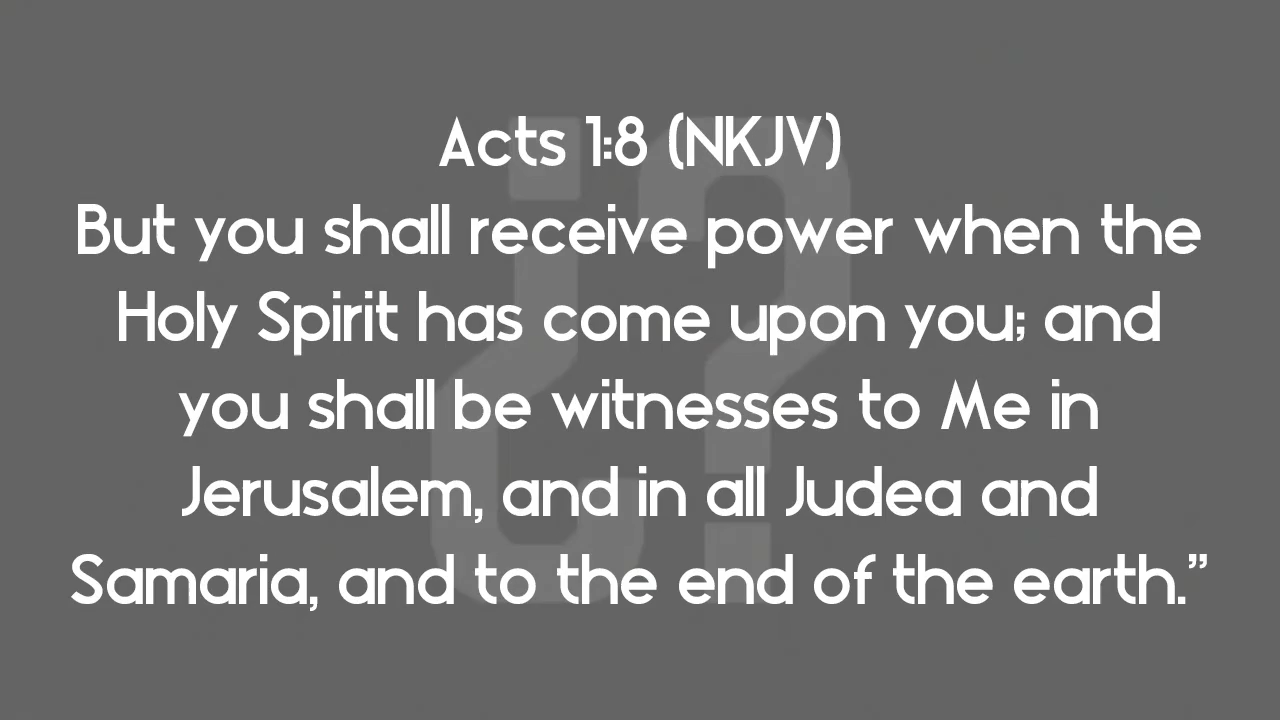 Acts 1:8 (NKJV)
But you shall receive power when the
Holy Spirit has come upon you; and
you shall be witnesses to Me in
Jerusalem, and in all Judea and
Samaria, and to the end of the earth.”